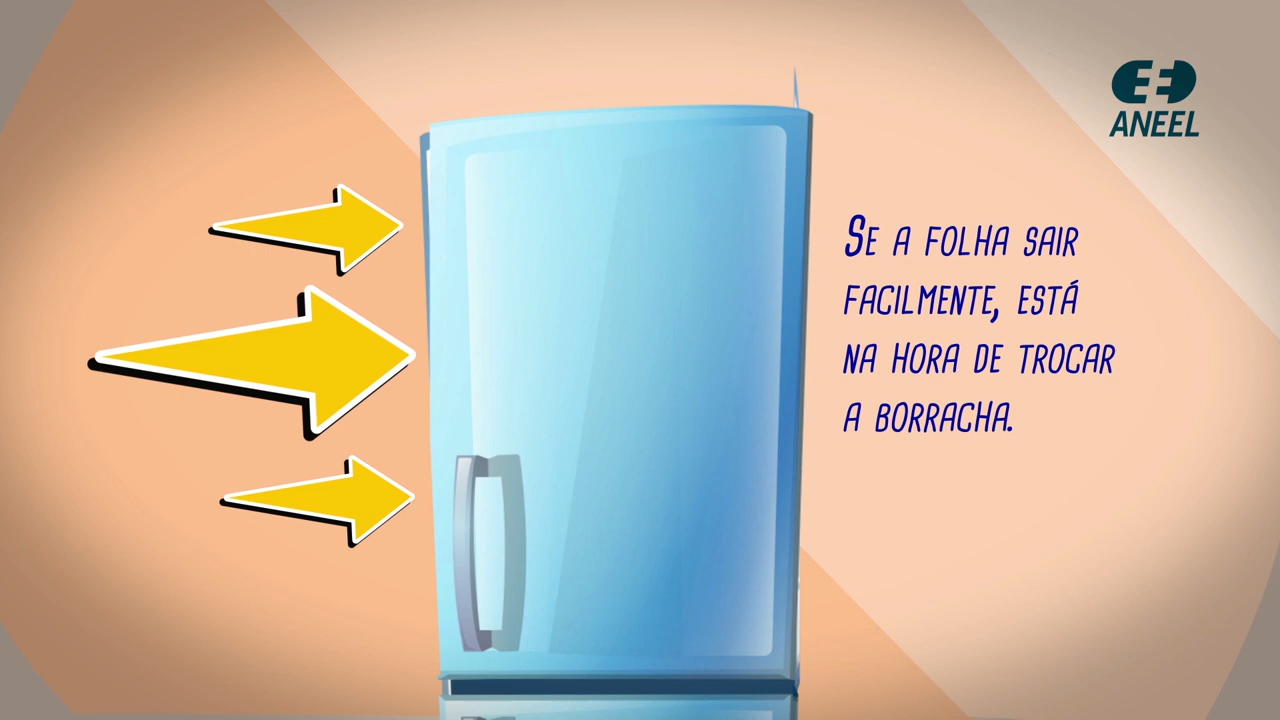 ANEEL
SE A FOLHA SAIR
FACILMENTE, ESTÁ
NA HORA DE TROCAR
A BORRACHA.